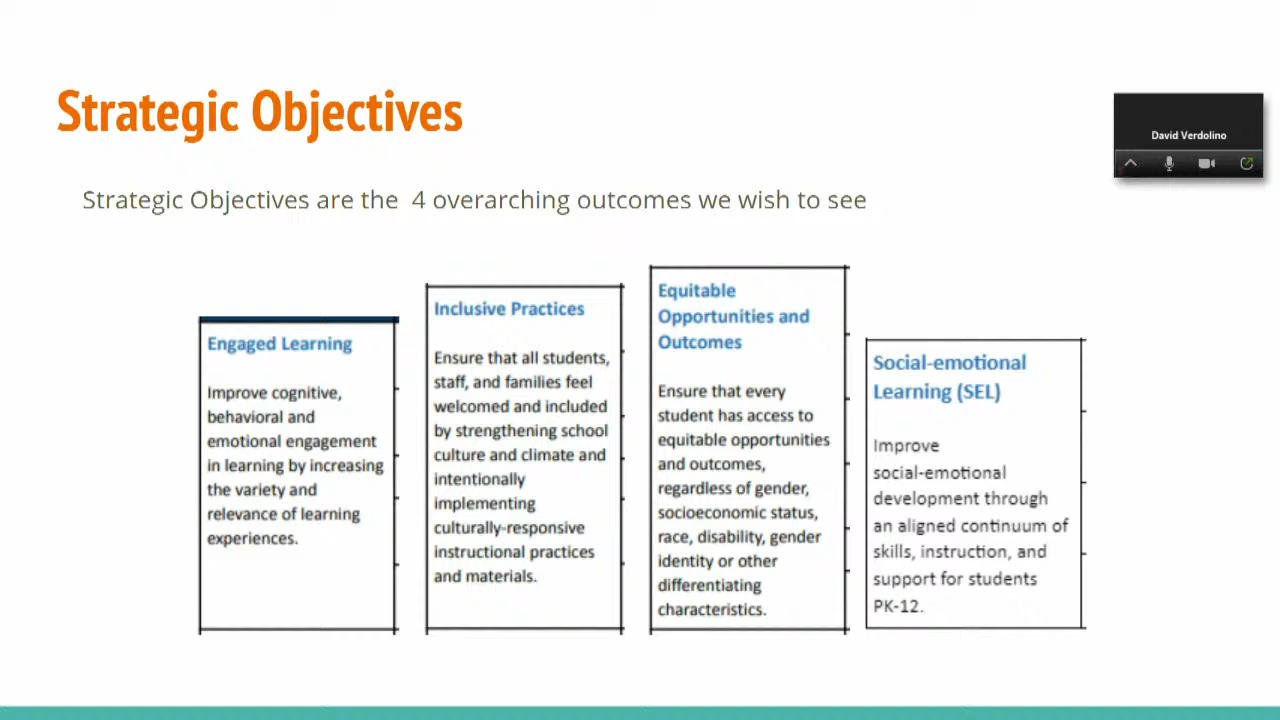 Strategic Objectives
David Verdolino
Strategic Objectives are the 4 overarching outcomes we wish to see
Engaged Learning
Improve cognitive,
behavioral and
emotional engagement
in learning by increasing
the variety and
relevance of learning
experiences.
Inclusive Practices
Ensure that all students,
staff, and families feel
welcomed and included
by strengthening school
culture and climate and
intentionally
implementing
culturally-responsive
instructional practices
and materials.
Equitable
Opportunities and
Outcomes
Ensure that every
student has access to
equitable opportunities
and outcomes,
regardless of gender,
socioeconomic status,
race, disability, gender
identity or other
differentiating
characteristics.
Social-emotional
Learning (SEL)
Improve
social-emotional
development through
an aligned continuum of
skills, instruction, and
support for students
PK-12.